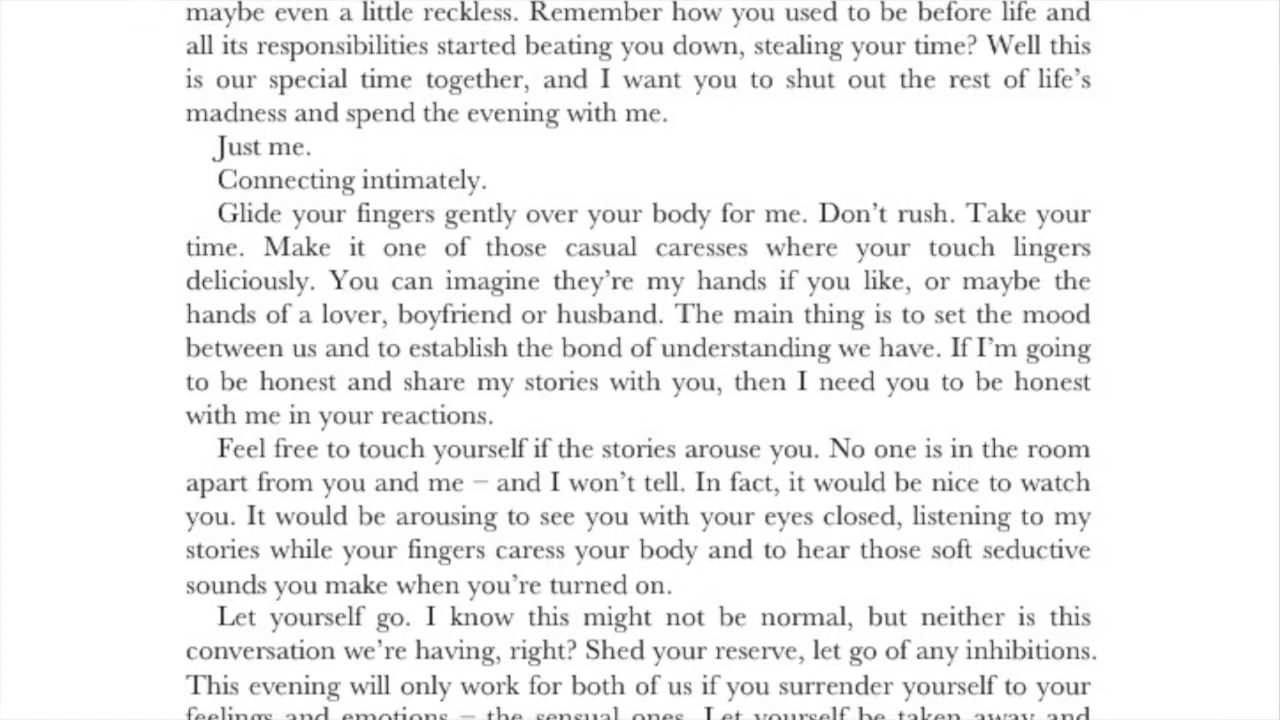 maybe even a little reckless. Remember how you used to be before life and
all its responsibilities started beating you down, stealing your time? Well this
is our special time together, and I want you to shut out the rest of life’s
madness and spend the evening with me.
Just me.
Connecting intimately.
Glide your fingers gently over your body for me. Don’t rush. Take your
time. Make it one of those casual caresses where your touch lingers
deliciously. You can imagine they’re my hands if you like, or maybe the
hands of a lover, boyfriend or husband. The main thing is to set the mood
between us and to establish the bond of understanding we have. If I’m going
to be honest and share my stories with you, then I need you to be honest
with me in your reactions.
Feel free to touch yourself if the stories arouse you. No one is in the room
apart from you and me – and I won’t tell. In fact, it would be nice to watch
you. It would be arousing to see you with your eyes closed, listening to my
stories while your fingers caress your body and to hear those soft seductive
sounds you make when you’re turned on.
Let yourself go. I know this might not be normal, but neither is this
conversation we’re having, right? Shed your reserve, let go of any inhibitions.
This evening will only work for both of us if you surrender yourself to your
feelings and emotions – the sensual ones. Let yourself be taken away and